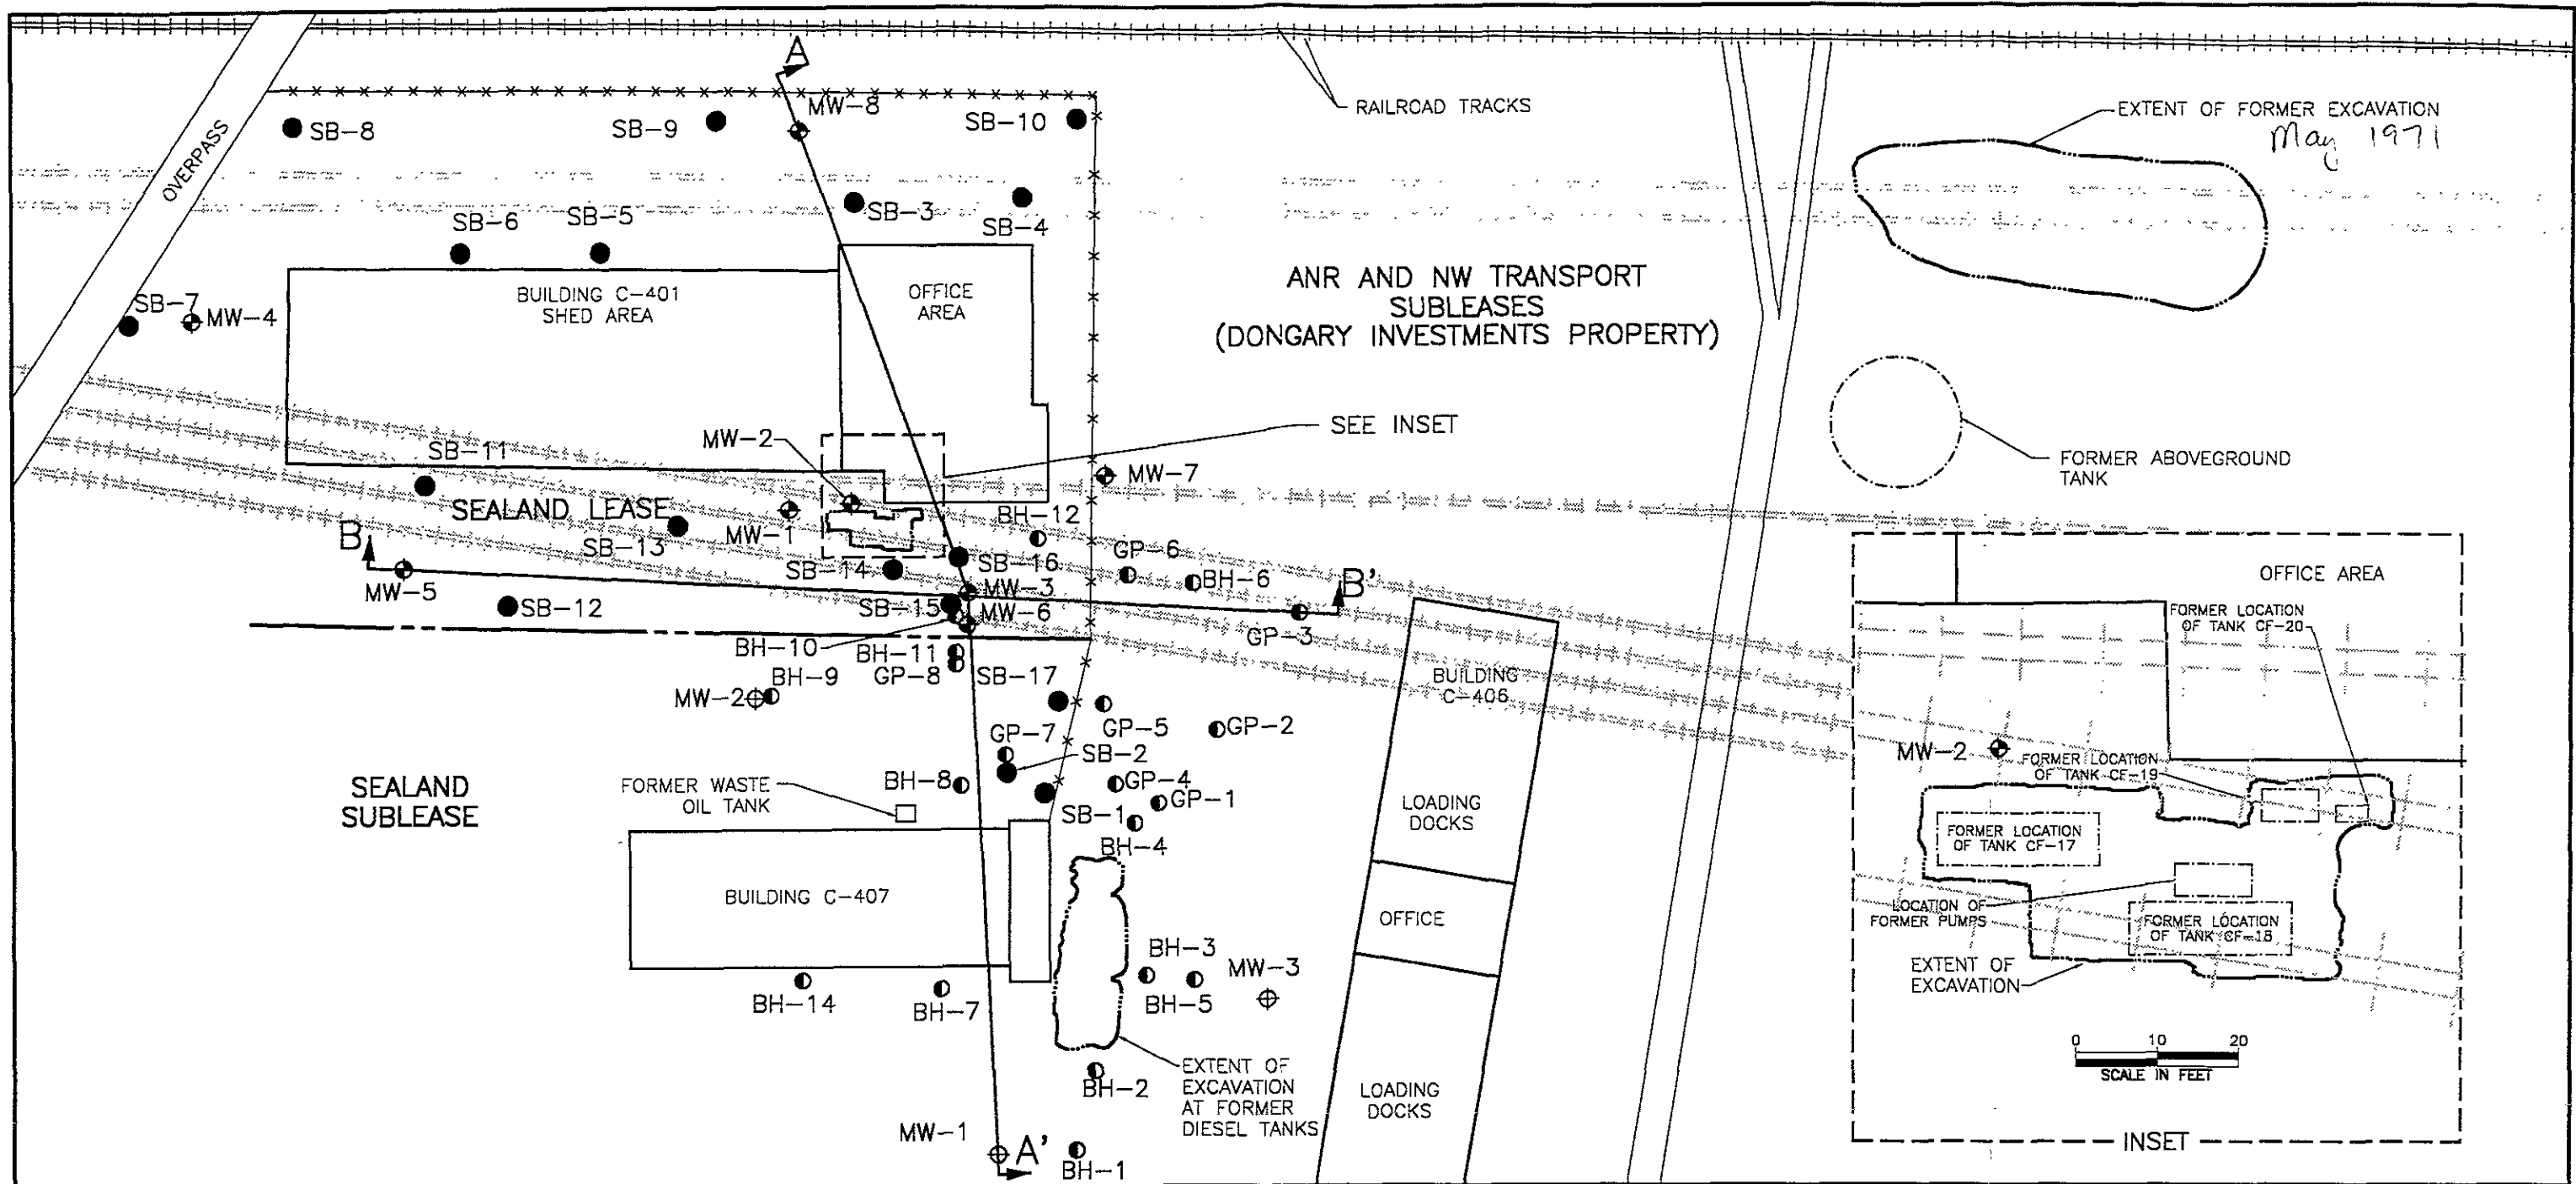 A
MW-8
RAILROAD TRACKS
EXTENT OF FORMER EXCAVATION
May 1971
OVERPASS
SB-8
SB-9
SB-10
SB-3
SB-4
SB-6
SB-5
SB-7
MW-4
BUILDING C-401
SHED AREA
OFFICE
AREA
ANR AND NW TRANSPORT
SUBLEASES
(DONGARY INVESTMENTS PROPERTY)
SEE INSET
MW-2
SB-11
MW-7
FORMER ABOVEGROUND
TANK
SEALAND LEASE
SB-13
MW-1
BH-12
B
MW-5
SB-12
SB-14
SB-16
GP-6
BH-6
B'
MW-3
SB-15
MW-6
GP-3
BH-10
BH-11
GP-8
SB-17
BH-9
MW-2
GP-5
GP-2
GP-7
SB-2
BH-8
GP-4
GP-1
SB-1
BH-4
BUILDING
C-406
SEALAND
SUBLEASE
FORMER WASTE
OIL TANK
LOADING
DOCKS
BUILDING C-407
OFFICE
BH-14
BH-7
BH-3
BH-5
MW-3
BH-2
EXTENT OF
EXCAVATION
AT FORMER
DIESEL TANKS
LOADING
DOCKS
MW-1
A'
BH-1
OFFICE AREA
FORMER LOCATION
OF TANK CF-20
MW-2
FORMER LOCATION
OF TANK CF-19
FORMER LOCATION
OF TANK CF-17
LOCATION OF
FORMER PUMPS
FORMER LOCATION
OF TANK CF-18
EXTENT OF
EXCAVATION
0 10 20
SCALE IN FEET
INSET